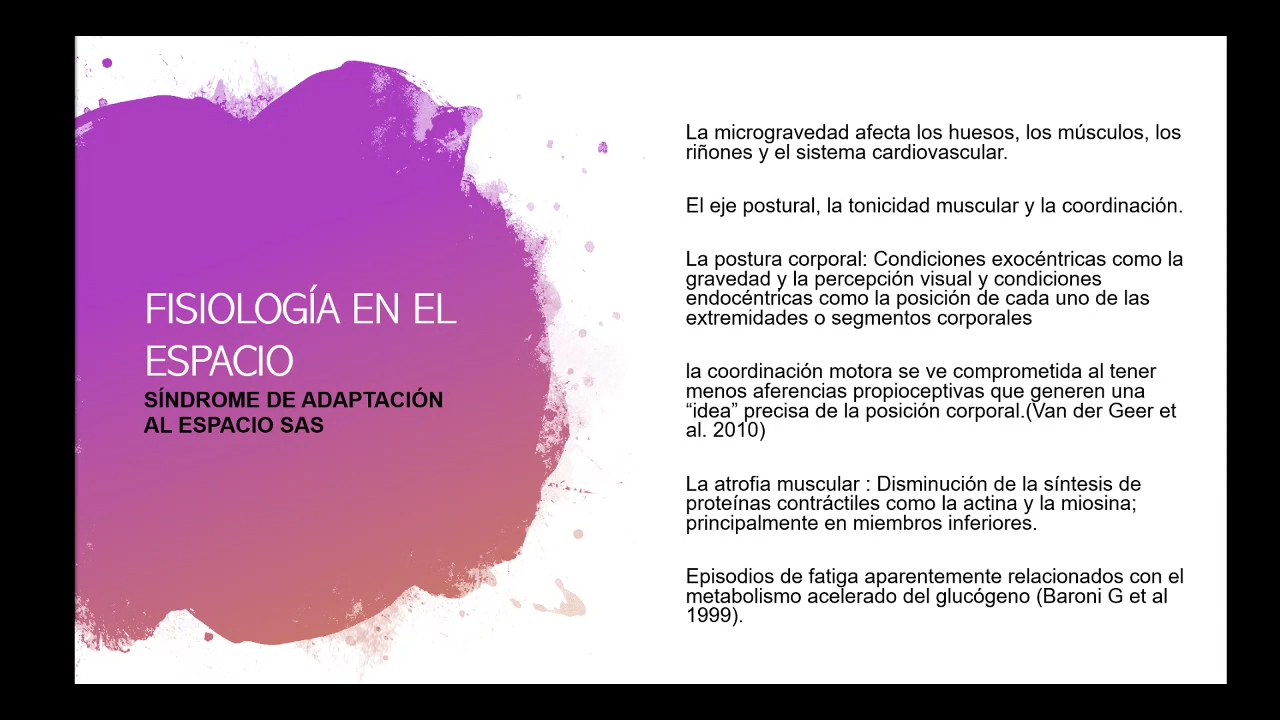 FISIOLOGÍA EN EL
ESPACIO
SÍNDROME DE ADAPTACIÓN
AL ESPACIO SAS
La microgravedad afecta los huesos, los músculos, los
riñones y el sistema cardiovascular.
El eje postural, la tonicidad muscular y la coordinación.
La postura corporal: Condiciones exocéntricas como la
gravedad y la percepción visual y condiciones
endocéntricas como la posición de cada uno de las
extremidades o segmentos corporales
la coordinación motora se ve comprometida al tener
menos aferencias propioceptivas que generen una
“idea” precisa de la posición corporal.(Van der Geer et
al. 2010)
La atrofia muscular : Disminución de la síntesis de
proteínas contráctiles como la actina y la miosina;
principalmente en miembros inferiores.
Episodios de fatiga aparentemente relacionados con el
metabolismo acelerado del glucógeno (Baroni G et al
1999).